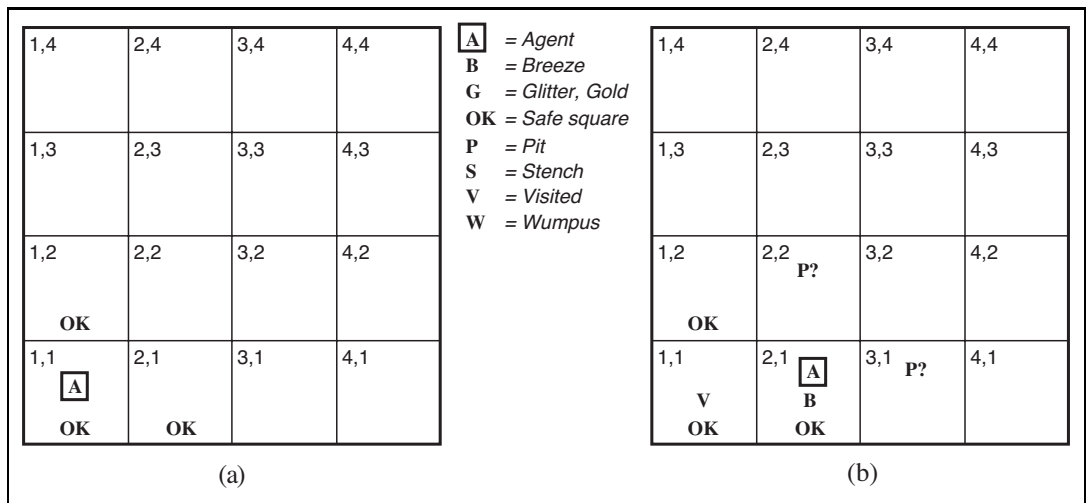 1,4 2,4 3,4 4,4
1,3 2,3 3,3 4,3
1,2 2,2 3,2 4,2
OK
1,1 2,1 3,1 4,1
A
OK OK
(a)
A = Agent
B = Breeze
G = Glitter, Gold
OK = Safe square
P = Pit
S = Stench
V = Visited
W = Wumpus
1,4 2,4 3,4 4,4
1,3 2,3 3,3 4,3
1,2 2,2 3,2 4,2
P?
OK
1,1 2,1 3,1 4,1
A P?
V B
OK OK
(b)